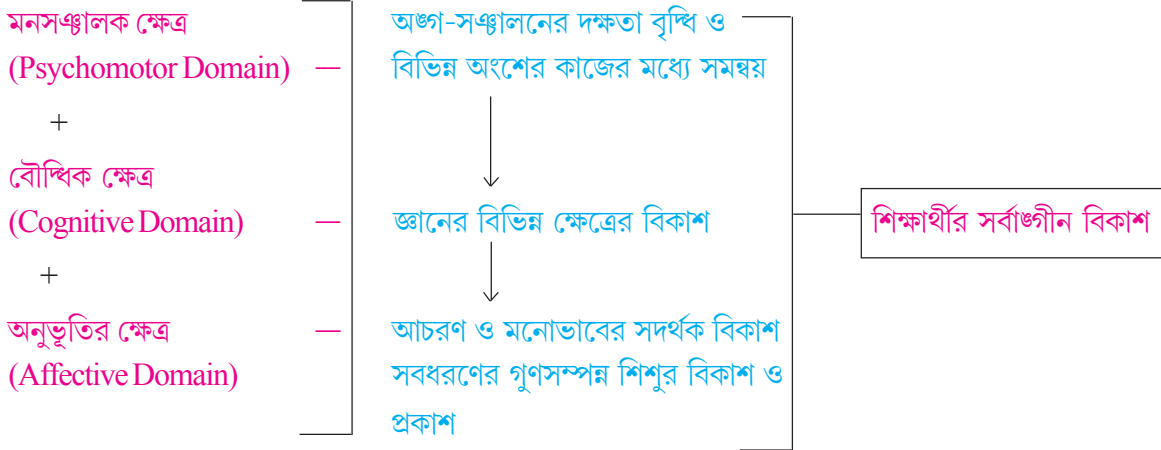 মনসঞ্চালক ক্ষেত্র
(Psychomotor Domain) —
অঙ্গ-সঞ্চালনের দক্ষতা বৃদ্ধি ও
বিভিন্ন অংশের কাজের মধ্যে সমন্বয়
+
বৌদ্ধিক ক্ষেত্র
(Cognitive Domain) —
জ্ঞানের বিভিন্ন ক্ষেত্রের বিকাশ
+
অনুভূতির ক্ষেত্র —
(Affective Domain)
আচরণ ও মনোভাবের সদর্থক বিকাশ
সবধরণের গুণসম্পন্ন শিশুর বিকাশ ও
প্রকাশ
শিক্ষার্থীর সর্বাঙ্গীন বিকাশ